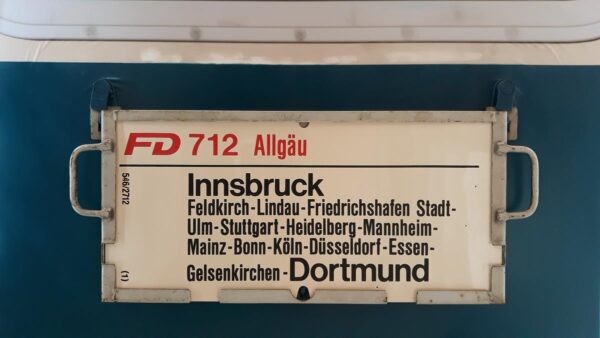 FD 712 Allgäu
546/2712
Innsbruck
Feldkirch-Lindau-Friedrichshafen Stadt-
Ulm-Stuttgart-Heidelberg-Mannheim-
Mainz-Bonn-Köln-Düsseldorf-Essen-
Gelsenkirchen-Dortmund
(1)